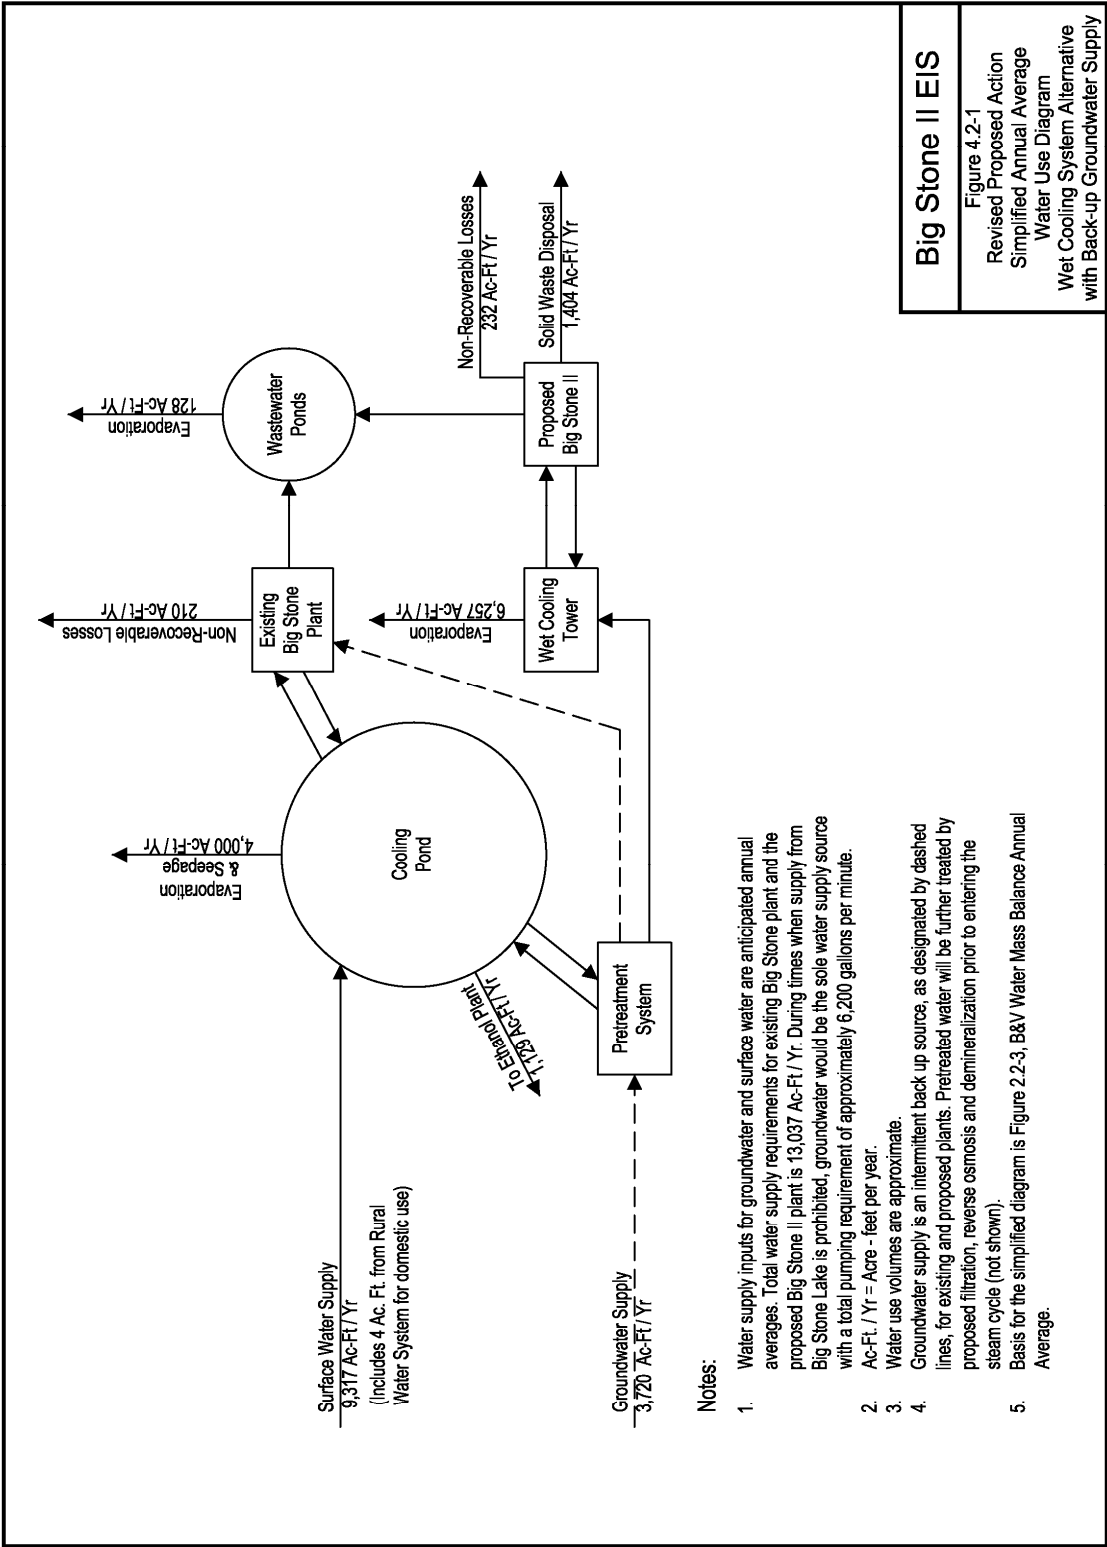 Surface Water Supply
9,317 Ac-Ft / Yr
(Includes 4 Ac. Ft. from Rural
Water System for domestic use)
Groundwater Supply
3,720 Ac-Ft / Yr
Evaporation
& Seepage
4,000 Ac-Ft / Yr
Cooling
Pond
To Ethanol Plant
1,129 Ac-Ft / Yr
Pretreatment
System
Non-Recoverable Losses
210 Ac-Ft / Yr
Existing
Big Stone
Plant
Evaporation
6,257 Ac-Ft / Yr
Wet Cooling
Tower
Evaporation
128 Ac-Ft / Yr
Wastewater
Ponds
Proposed
Big Stone II
Non-Recoverable Losses
232 Ac-Ft / Yr
Solid Waste Disposal
1,404 Ac-Ft / Yr
Notes:
1. Water supply inputs for groundwater and surface water are anticipated annual
averages. Total water supply requirements for existing Big Stone plant and the
proposed Big Stone II plant is 13,037 Ac-Ft / Yr. During times when supply from
Big Stone Lake is prohibited, groundwater would be the sole water supply source
with a total pumping requirement of approximately 6,200 gallons per minute.
2. Ac-Ft. / Yr = Acre - feet per year.
3. Water use volumes are approximate.
4. Groundwater supply is an intermittent back up source, as designated by dashed
lines, for existing and proposed plants. Pretreated water will be further treated by
proposed filtration, reverse osmosis and demineralization prior to entering the
steam cycle (not shown).
5. Basis for the simplified diagram is Figure 2.2-3, B&V Water Mass Balance Annual
Average.
Big Stone II EIS
Figure 4.2-1
Revised Proposed Action
Simplified Annual Average
Water Use Diagram
Wet Cooling System Alternative
with Back-up Groundwater Supply